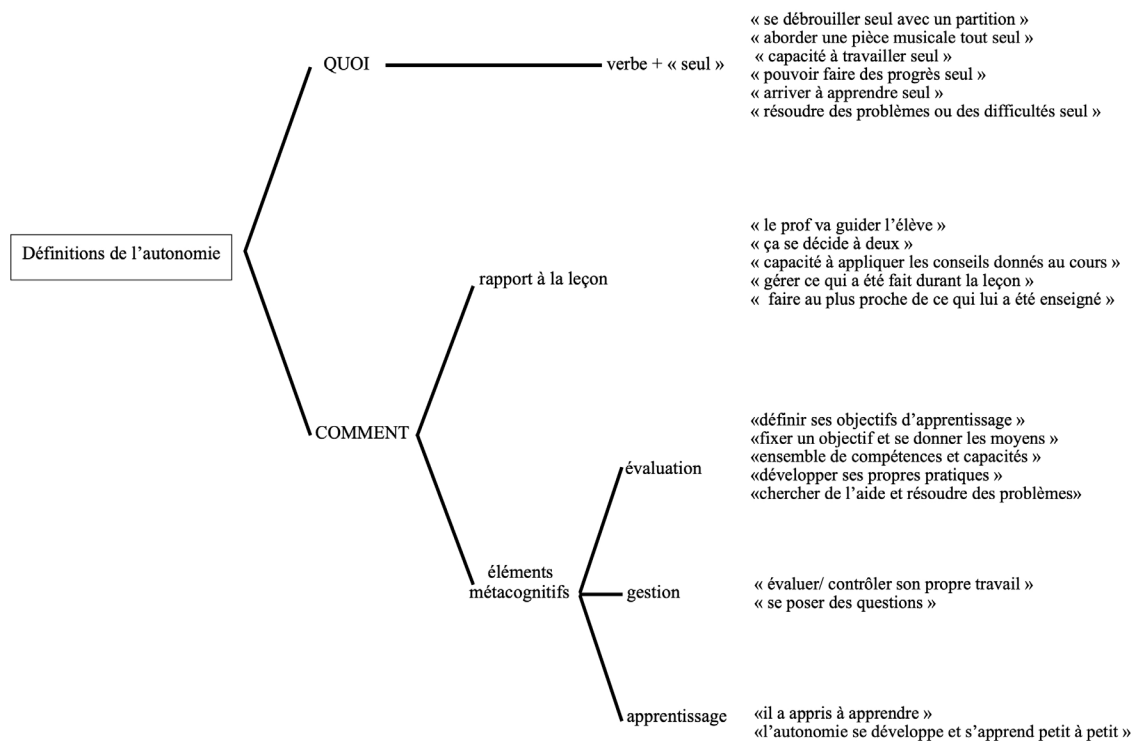 « se débrouiller seul avec un partition »
« aborder une pièce musicale tout seul »
« capacité à travailler seul »
QUOI
verbe + « seul »
« pouvoir faire des progrès seul »
« arriver à apprendre seul »
« résoudre des problèmes ou des difficultés seul »
Définitions de l’autonomie
« le prof va guider l’élève »
« ça se décide à deux »
« capacité à appliquer les conseils donnés au cours »
rapport à la leçon
« gérer ce qui a été fait durant la leçon »
«  faire au plus proche de ce qui lui a été enseigné »
COMMENT
«définir ses objectifs d’apprentissage »
«fixer un objectif et se donner les moyens »
«ensemble de compétences et capacités »
évaluation
«développer ses propres pratiques »
«chercher de l’aide et résoudre des problèmes»
éléments
métacognitifs
gestion
« évaluer/ contrôler son propre travail »
« se poser des questions »
apprentissage
«il a appris à apprendre »
«l’autonomie se développe et s’apprend petit à petit »